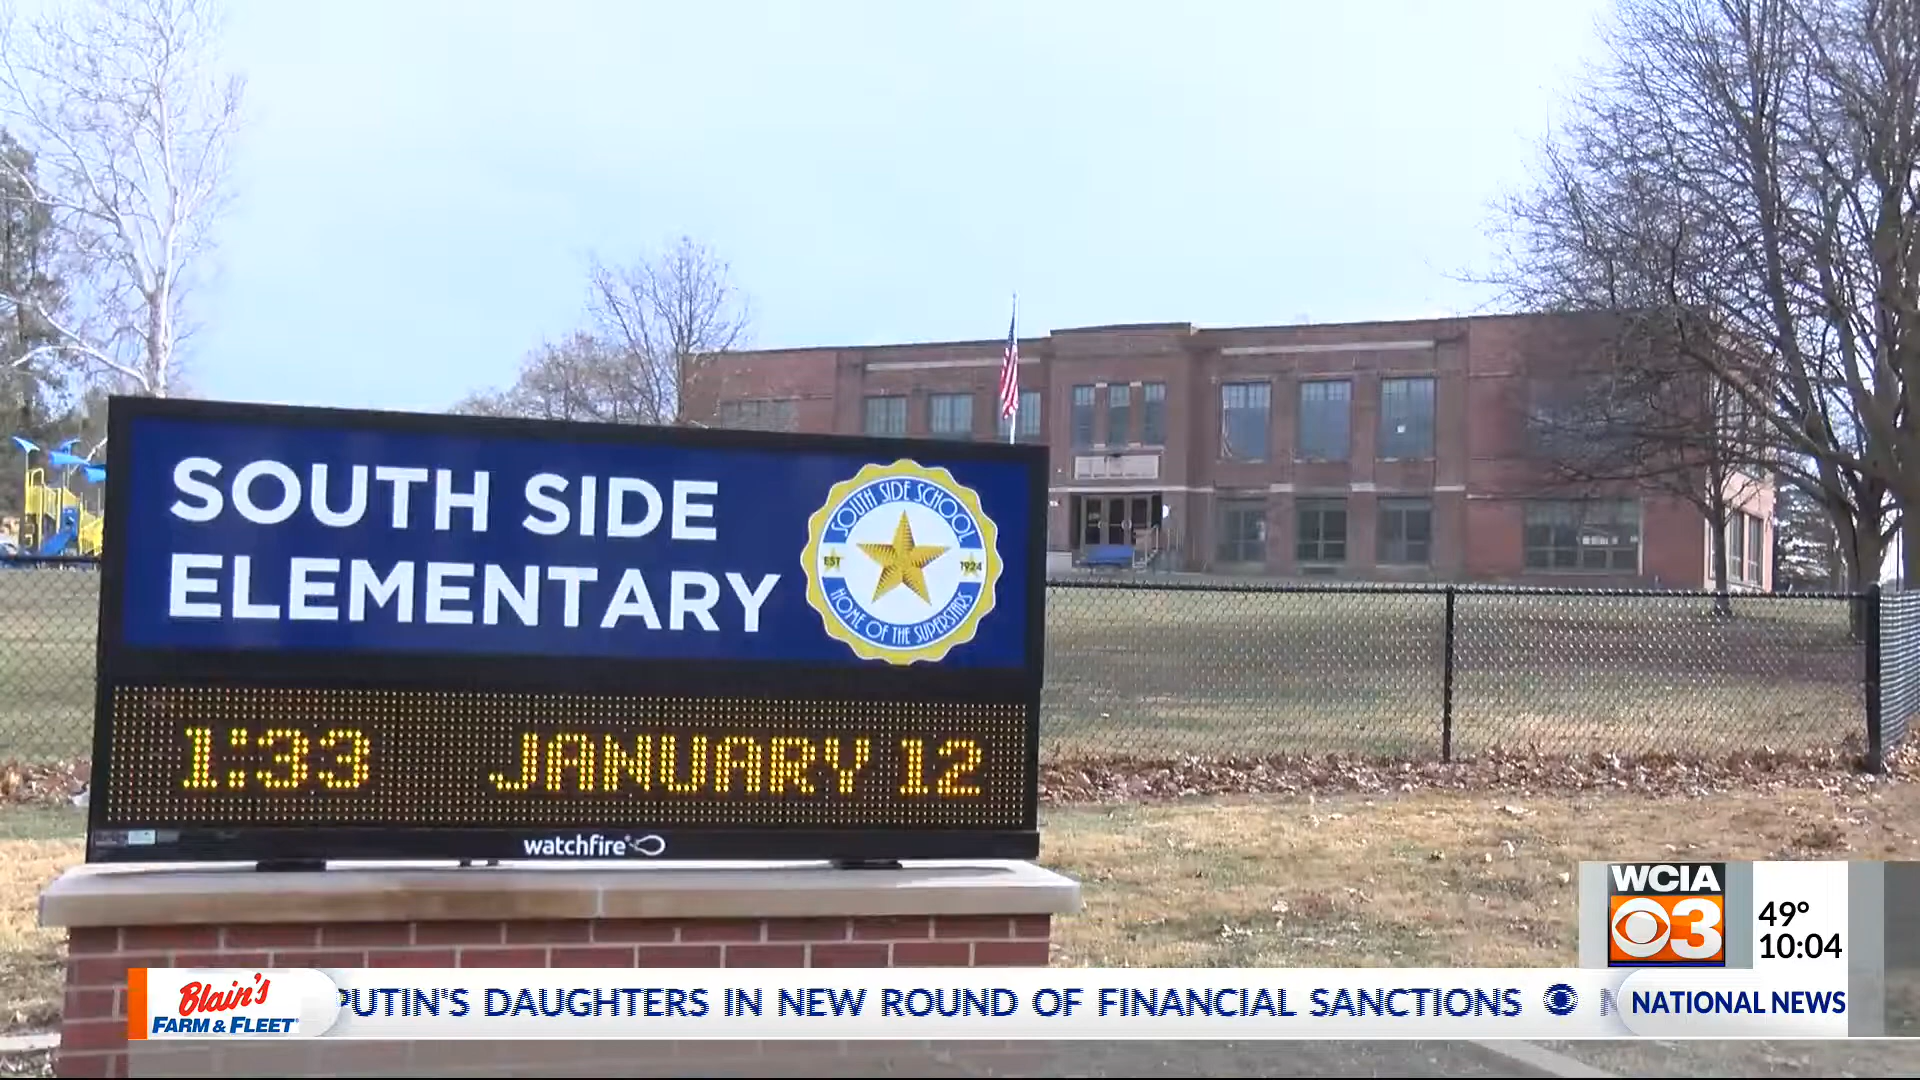 SOUTH SIDE
ELEMENTARY
SOUTH SIDE SCHOOL
EST 1924
HOME OF THE SUPERSTARS
1:33 JANUARY 12
watchfire
WCIA
3
49°
10:04
Blain's
FARM & FLEET
PUTIN'S DAUGHTERS IN NEW ROUND OF FINANCIAL SANCTIONS
NATIONAL NEWS